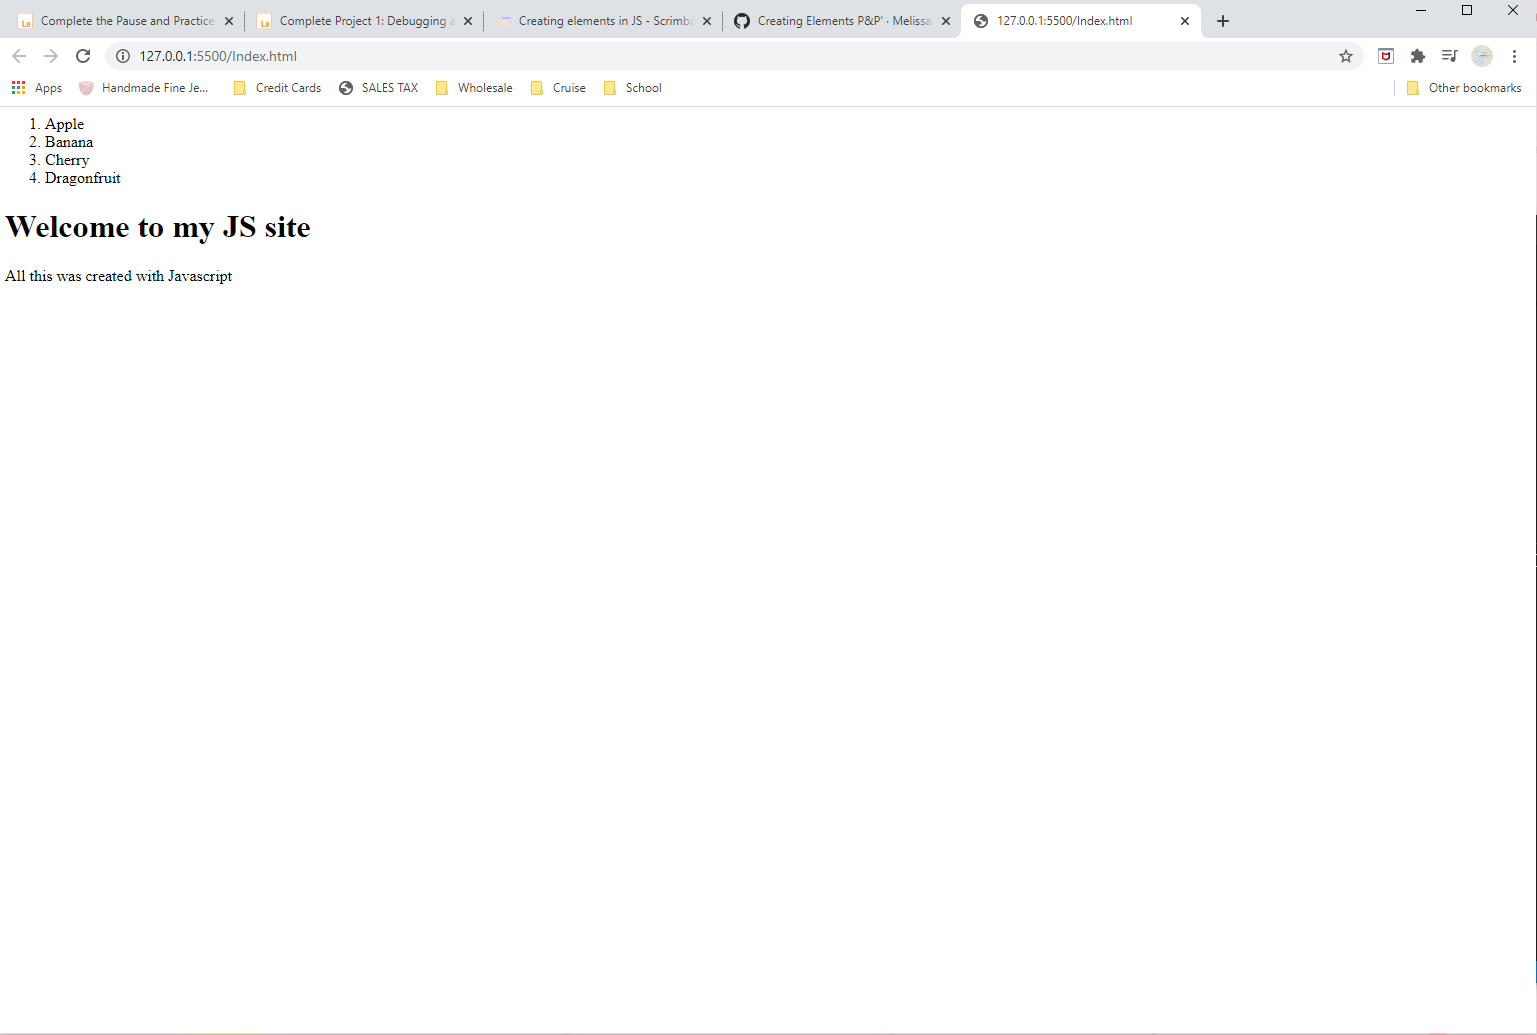 Complete the Pause and Practice
Complete Project 1: Debugging a
Creating elements in JS - Scrimba
Creating Elements P&P' · Melissa
127.0.0.1:5500/Index.html
127.0.0.1:5500/Index.html
Apps
Handmade Fine Je...
Credit Cards
SALES TAX
Wholesale
Cruise
School
Other bookmarks
1. Apple
2. Banana
3. Cherry
4. Dragonfruit
Welcome to my JS site
All this was created with Javascript